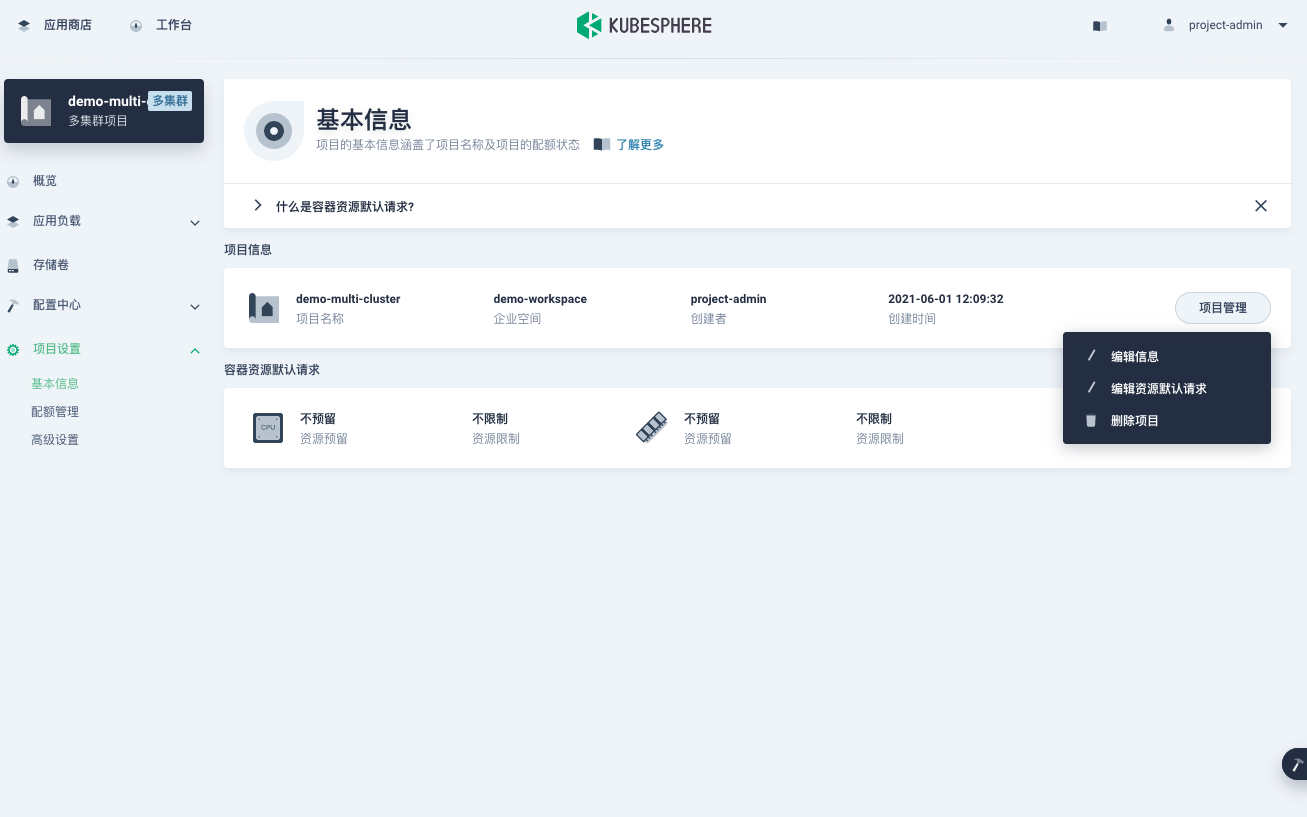 应用商店
工作台
KUBESPHERE
project-admin
demo-multi-
多集群
多集群项目
概览
应用负载
存储卷
配置中心
项目设置
基本信息
配额管理
高级设置
基本信息
项目的基本信息涵盖了项目名称及项目的配额状态
了解更多
什么是容器资源默认请求?
项目信息
demo-multi-cluster
项目名称
demo-workspace
企业空间
project-admin
创建者
2021-06-01 12:09:32
创建时间
项目管理
编辑信息
编辑资源默认请求
删除项目
容器资源默认请求
CPU
不预留
资源预留
不限制
资源限制
不预留
资源预留
不限制
资源限制